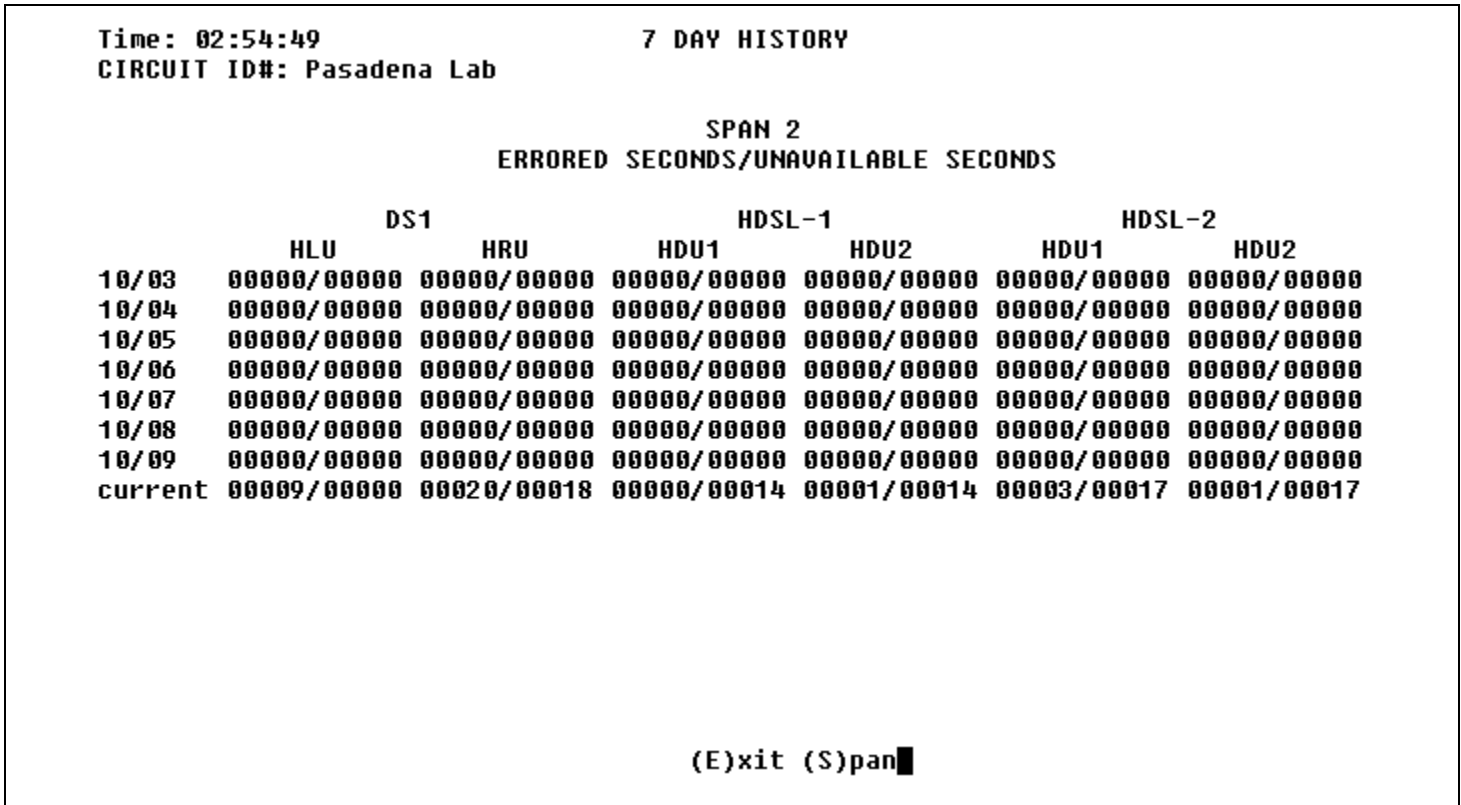 Time: 02:54:49 7 DAY HISTORY
CIRCUIT ID#: Pasadena Lab
SPAN 2
ERRORED SECONDS/UNAVAILABLE SECONDS
DS1 HDSL-1 HDSL-2
HLU HRU HDU1 HDU2 HDU1 HDU2
10/03 00000/00000 00000/00000 00000/00000 00000/00000 00000/00000 00000/00000
10/04 00000/00000 00000/00000 00000/00000 00000/00000 00000/00000 00000/00000
10/05 00000/00000 00000/00000 00000/00000 00000/00000 00000/00000 00000/00000
10/06 00000/00000 00000/00000 00000/00000 00000/00000 00000/00000 00000/00000
10/07 00000/00000 00000/00000 00000/00000 00000/00000 00000/00000 00000/00000
10/08 00000/00000 00000/00000 00000/00000 00000/00000 00000/00000 00000/00000
10/09 00000/00000 00000/00000 00000/00000 00000/00000 00000/00000 00000/00000
current 00009/00000 00020/00018 00000/00014 00001/00014 00003/00017 00001/00017
(E)xit (S)pan